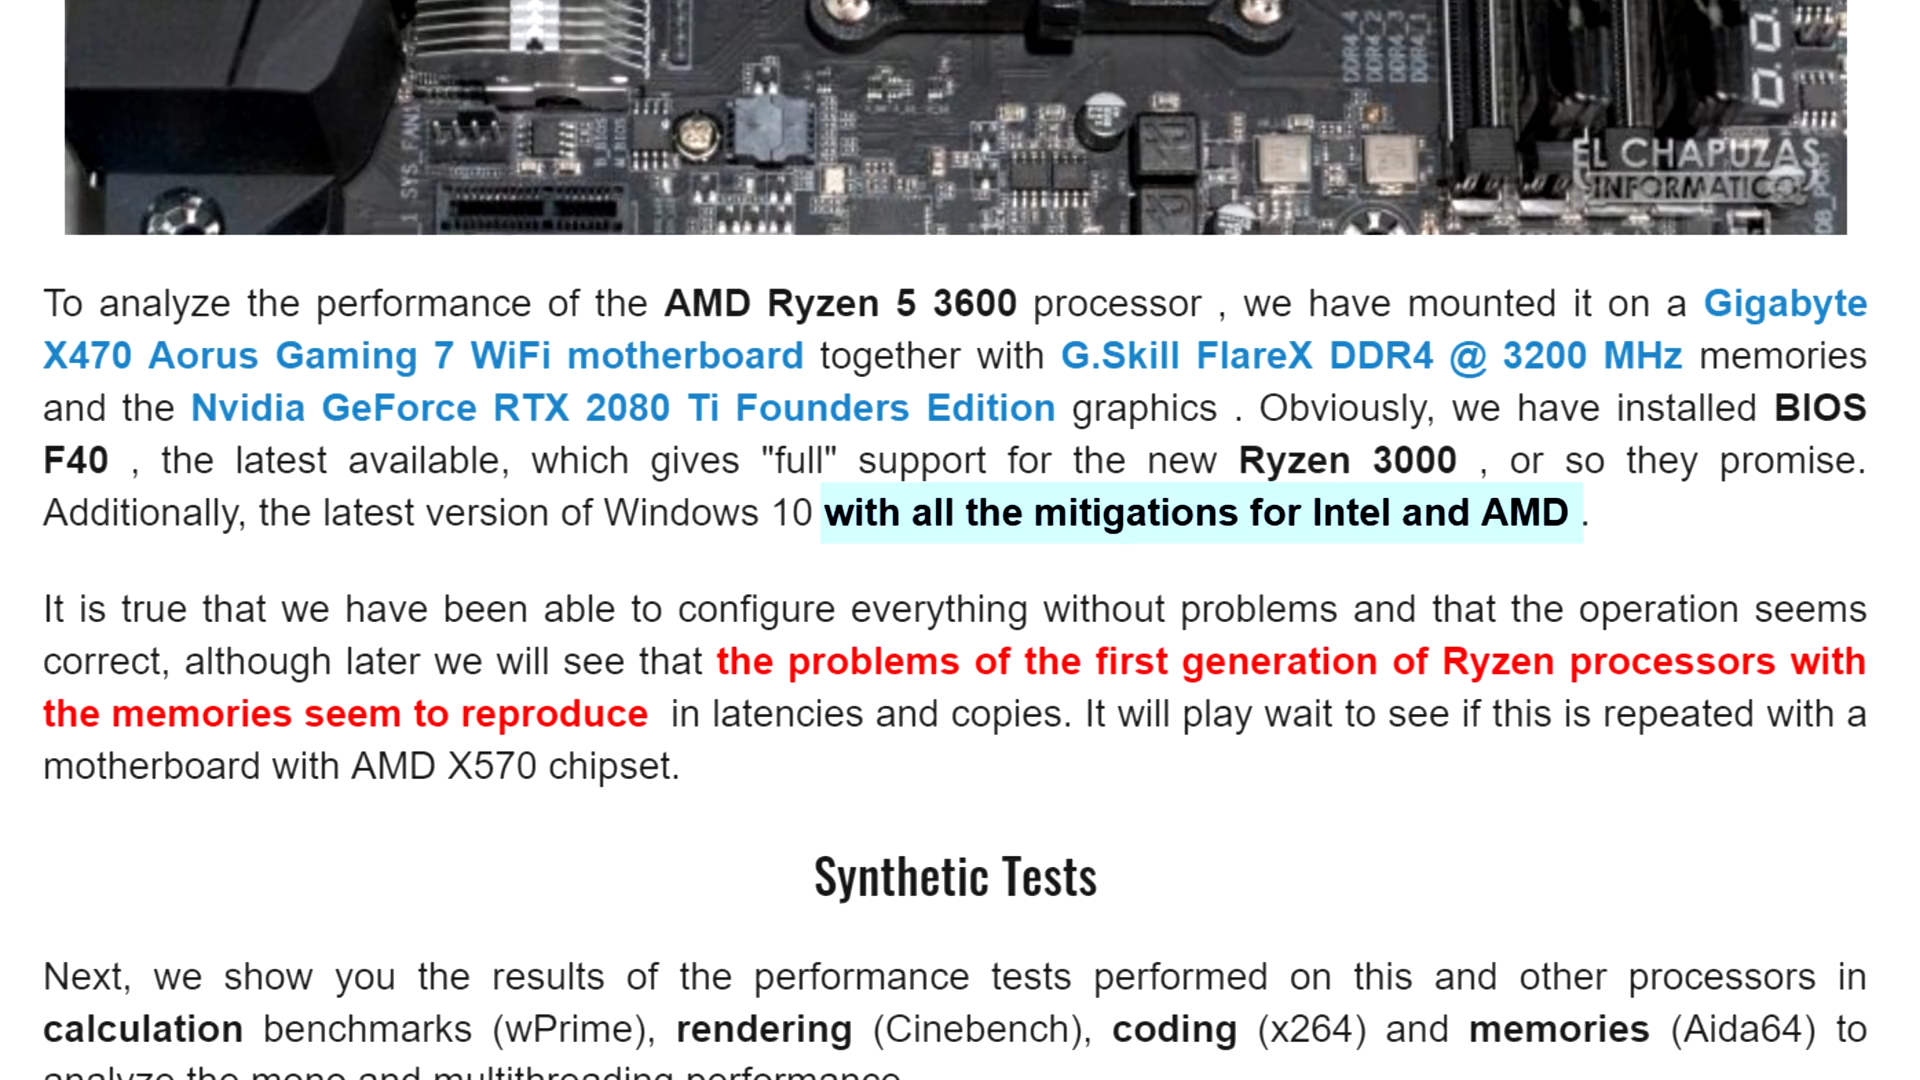 DDR4_4
DDR4_2
DDR4_3
DDR4_1
SYS_FAN
M_BIOS
B_BIOS
EL CHAPUZAS
INFORMATICO
To analyze the performance of the AMD Ryzen 5 3600 processor , we have mounted it on a Gigabyte
X470 Aorus Gaming 7 WiFi motherboard together with G.Skill FlareX DDR4 @ 3200 MHz memories
and the Nvidia GeForce RTX 2080 Ti Founders Edition graphics . Obviously, we have installed BIOS
F40 , the latest available, which gives "full" support for the new Ryzen 3000 , or so they promise.
Additionally, the latest version of Windows 10 with all the mitigations for Intel and AMD .
It is true that we have been able to configure everything without problems and that the operation seems
correct, although later we will see that the problems of the first generation of Ryzen processors with
the memories seem to reproduce in latencies and copies. It will play wait to see if this is repeated with a
motherboard with AMD X570 chipset.
Synthetic Tests
Next, we show you the results of the performance tests performed on this and other processors in
calculation benchmarks (wPrime), rendering (Cinebench), coding (x264) and memories (Aida64) to
analyze the mono and multithreading performance.